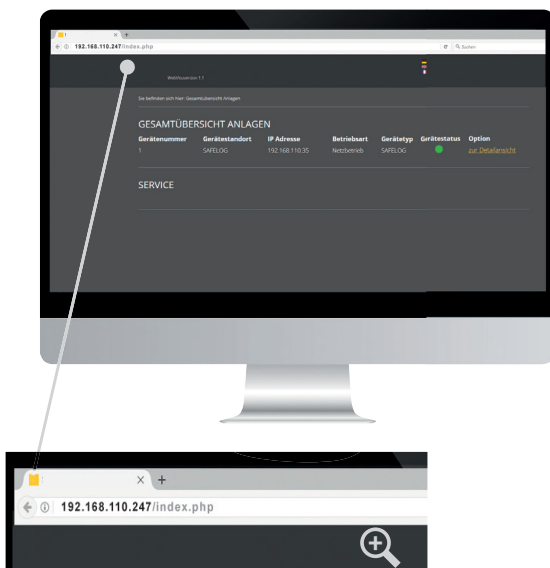 192.168.110.247/index.php
Suchen
Webhouversion 1.1
Sie befinden sich hier: Gesamtübersicht Anlagen
GESAMTÜBERSICHT ANLAGEN
Gerätenummer Gerätestandort IP Adresse Betriebsart Gerätetyp Gerätestatus Option
1 SAFELOG 192.168.110.35 Netzbetrieb SAFELOG zur Detailansicht
SERVICE
192.168.110.247/index.php